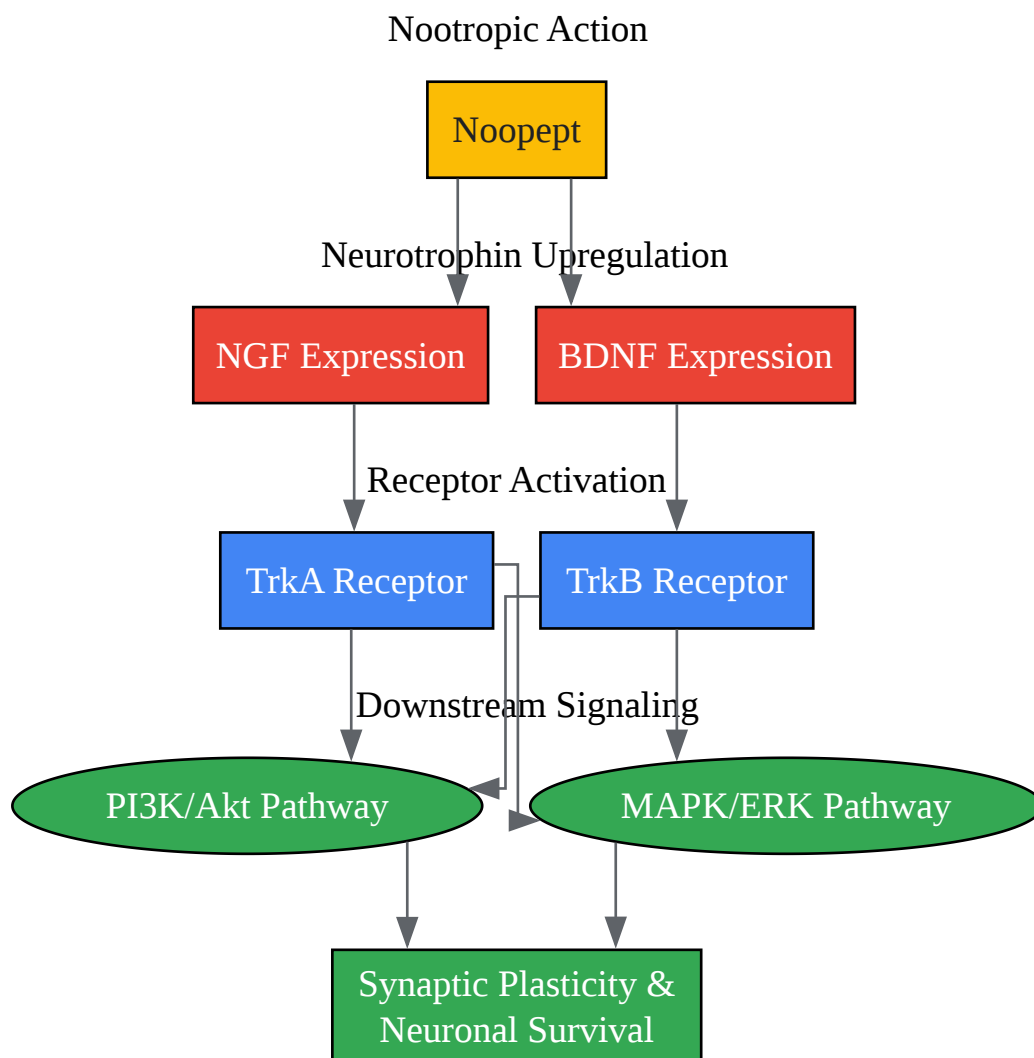 Nootropic Action
Noopept
Neurotrophin Upregulation
NGF Expression
BDNF Expression
Receptor Activation
TrkA Receptor
TrkB Receptor
Downstream Signaling
PI3K/Akt Pathway
MAPK/ERK Pathway
Synaptic Plasticity &
Neuronal Survival